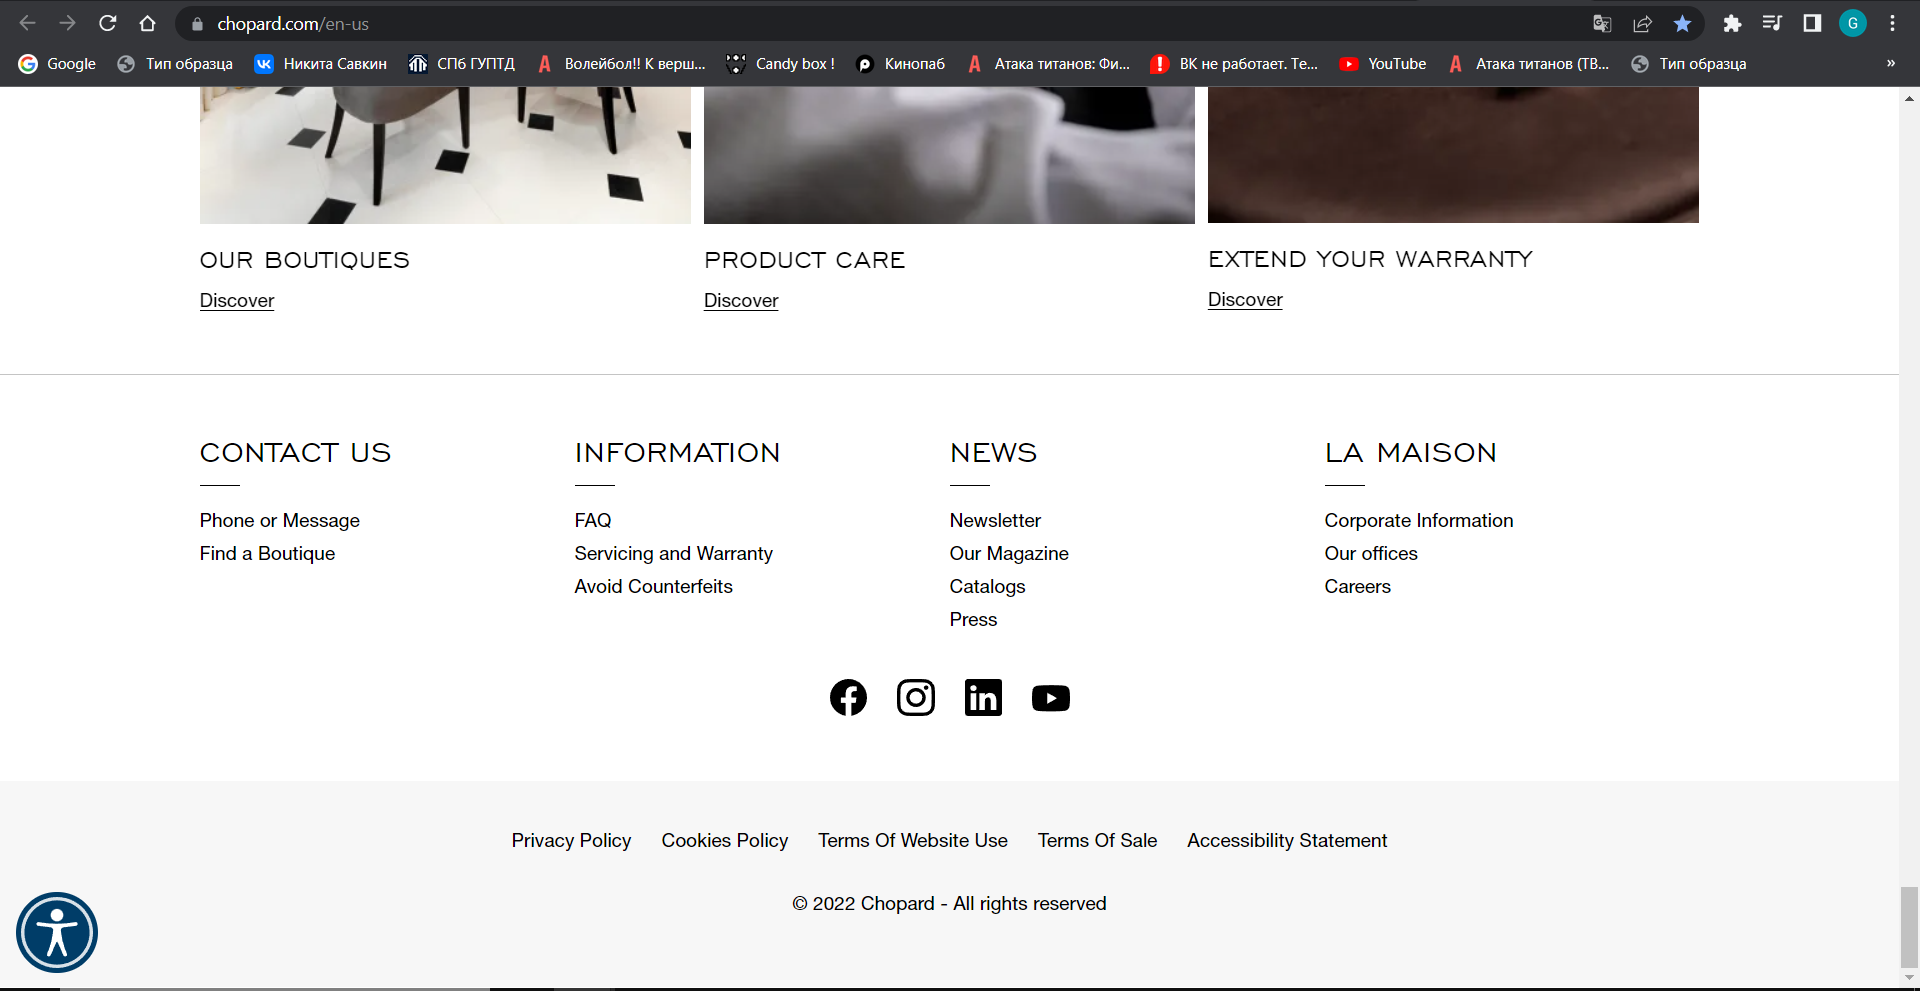 chopard.com/en-us
G
Google Тип образца Никита Савкин СПб ГУПТД Волейбол!! К верш... Candy box ! Кинопаб Атака титанов: Фи... ВК не работает. Те... YouTube Атака титанов (ТВ... Тип образца »
OUR BOUTIQUES
Discover
PRODUCT CARE
Discover
EXTEND YOUR WARRANTY
Discover
CONTACT US
Phone or Message
Find a Boutique
INFORMATION
FAQ
Servicing and Warranty
Avoid Counterfeits
NEWS
Newsletter
Our Magazine
Catalogs
Press
LA MAISON
Corporate Information
Our offices
Careers
Privacy Policy Cookies Policy Terms Of Website Use Terms Of Sale Accessibility Statement
© 2022 Chopard - All rights reserved